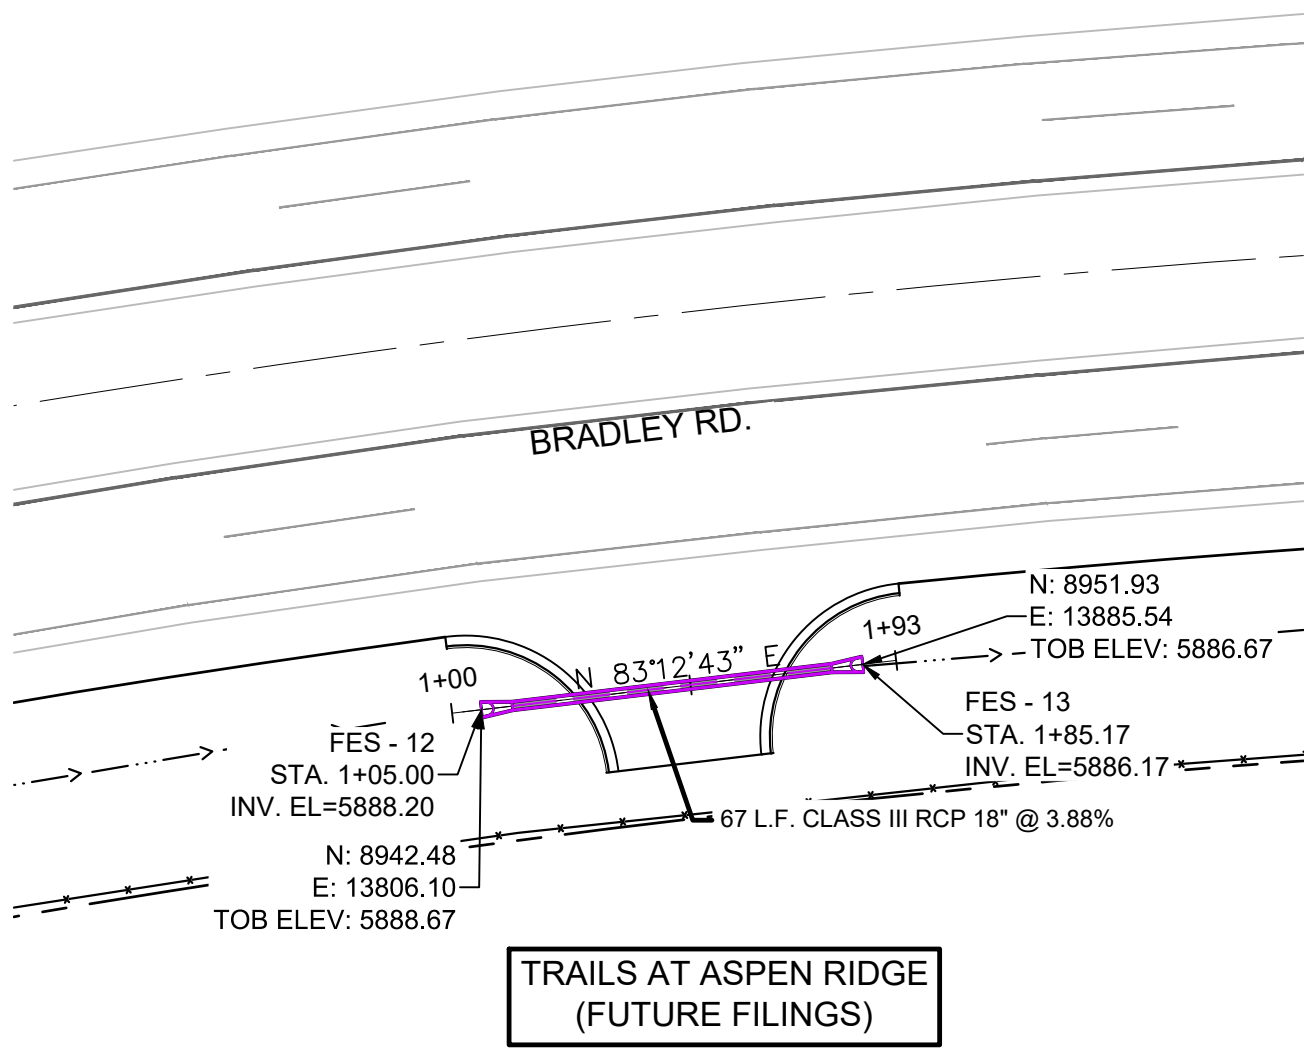 BRADLEY RD.
N: 8951.93
E: 13885.54
TOB ELEV: 5886.67
1+93
N 83°12'43" E
1+00
FES - 13
STA. 1+85.17
INV. EL=5886.17
FES - 12
STA. 1+05.00
INV. EL=5888.20
67 L.F. CLASS III RCP 18" @ 3.88%
N: 8942.48
E: 13806.10
TOB ELEV: 5888.67
TRAILS AT ASPEN RIDGE
(FUTURE FILINGS)